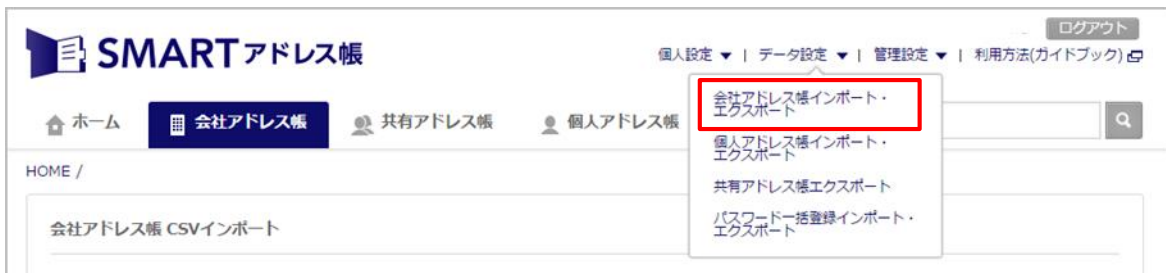 ログアウト
SMARTアドレス帳
個人設定 ▼ | データ設定 ▼ | 管理設定 ▼ | 利用方法(ガイドブック)
会社アドレス帳インポート・
エクスポート
ホーム
会社アドレス帳
共有アドレス帳
個人アドレス帳
個人アドレス帳インポート・
エクスポート
HOME /
共有アドレス帳エクスポート
パスワード一括登録インポート・
エクスポート
会社アドレス帳 CSVインポート